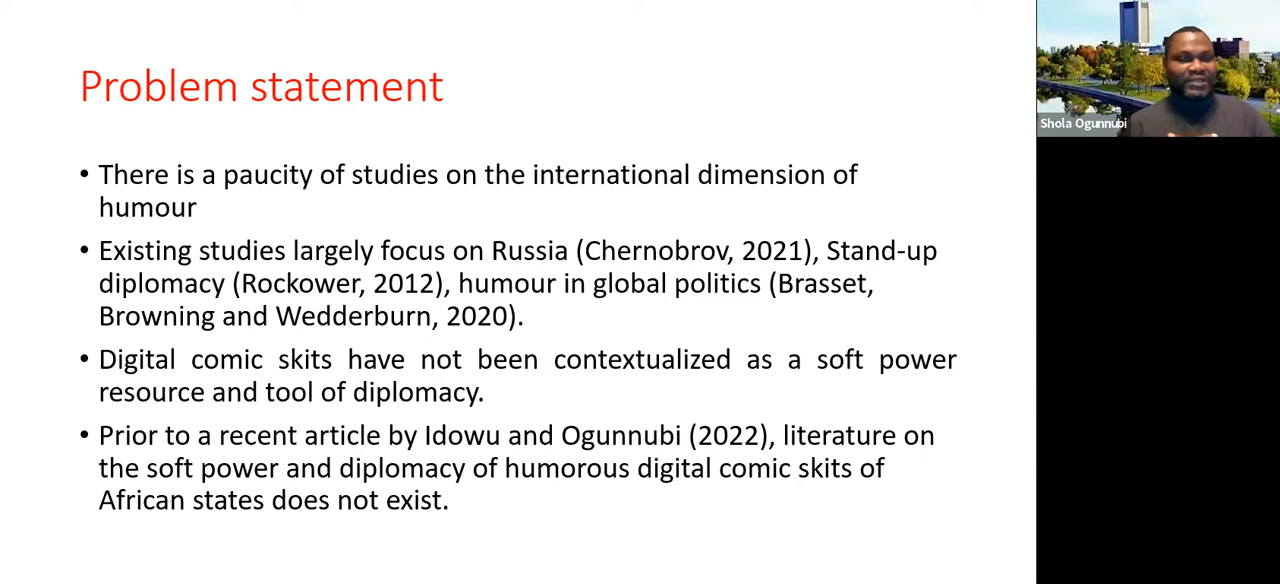 Problem statement
• There is a paucity of studies on the international dimension of
humour
• Existing studies largely focus on Russia (Chernobrov, 2021), Stand-up
diplomacy (Rockower, 2012), humour in global politics (Brasset,
Browning and Wedderburn, 2020).
• Digital comic skits have not been contextualized as a soft power
resource and tool of diplomacy.
• Prior to a recent article by Idowu and Ogunnubi (2022), literature on
the soft power and diplomacy of humorous digital comic skits of
African states does not exist.
Shola Ogunnubi